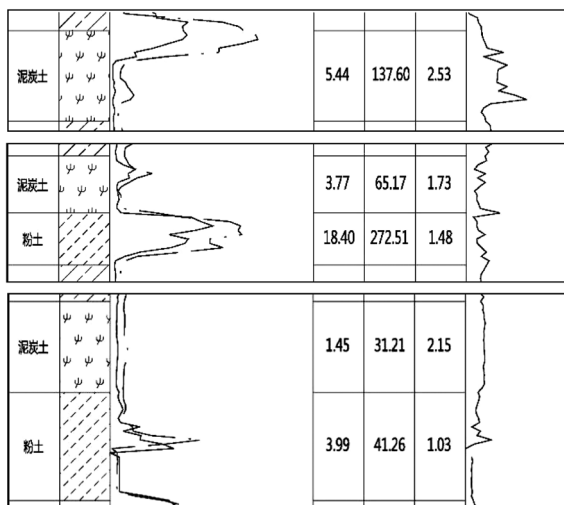 泥炭土 5.44 137.60 2.53
泥炭土 3.77 65.17 1.73
粉土 18.40 272.51 1.48
泥炭土 1.45 31.21 2.15
粉土 3.99 41.26 1.03